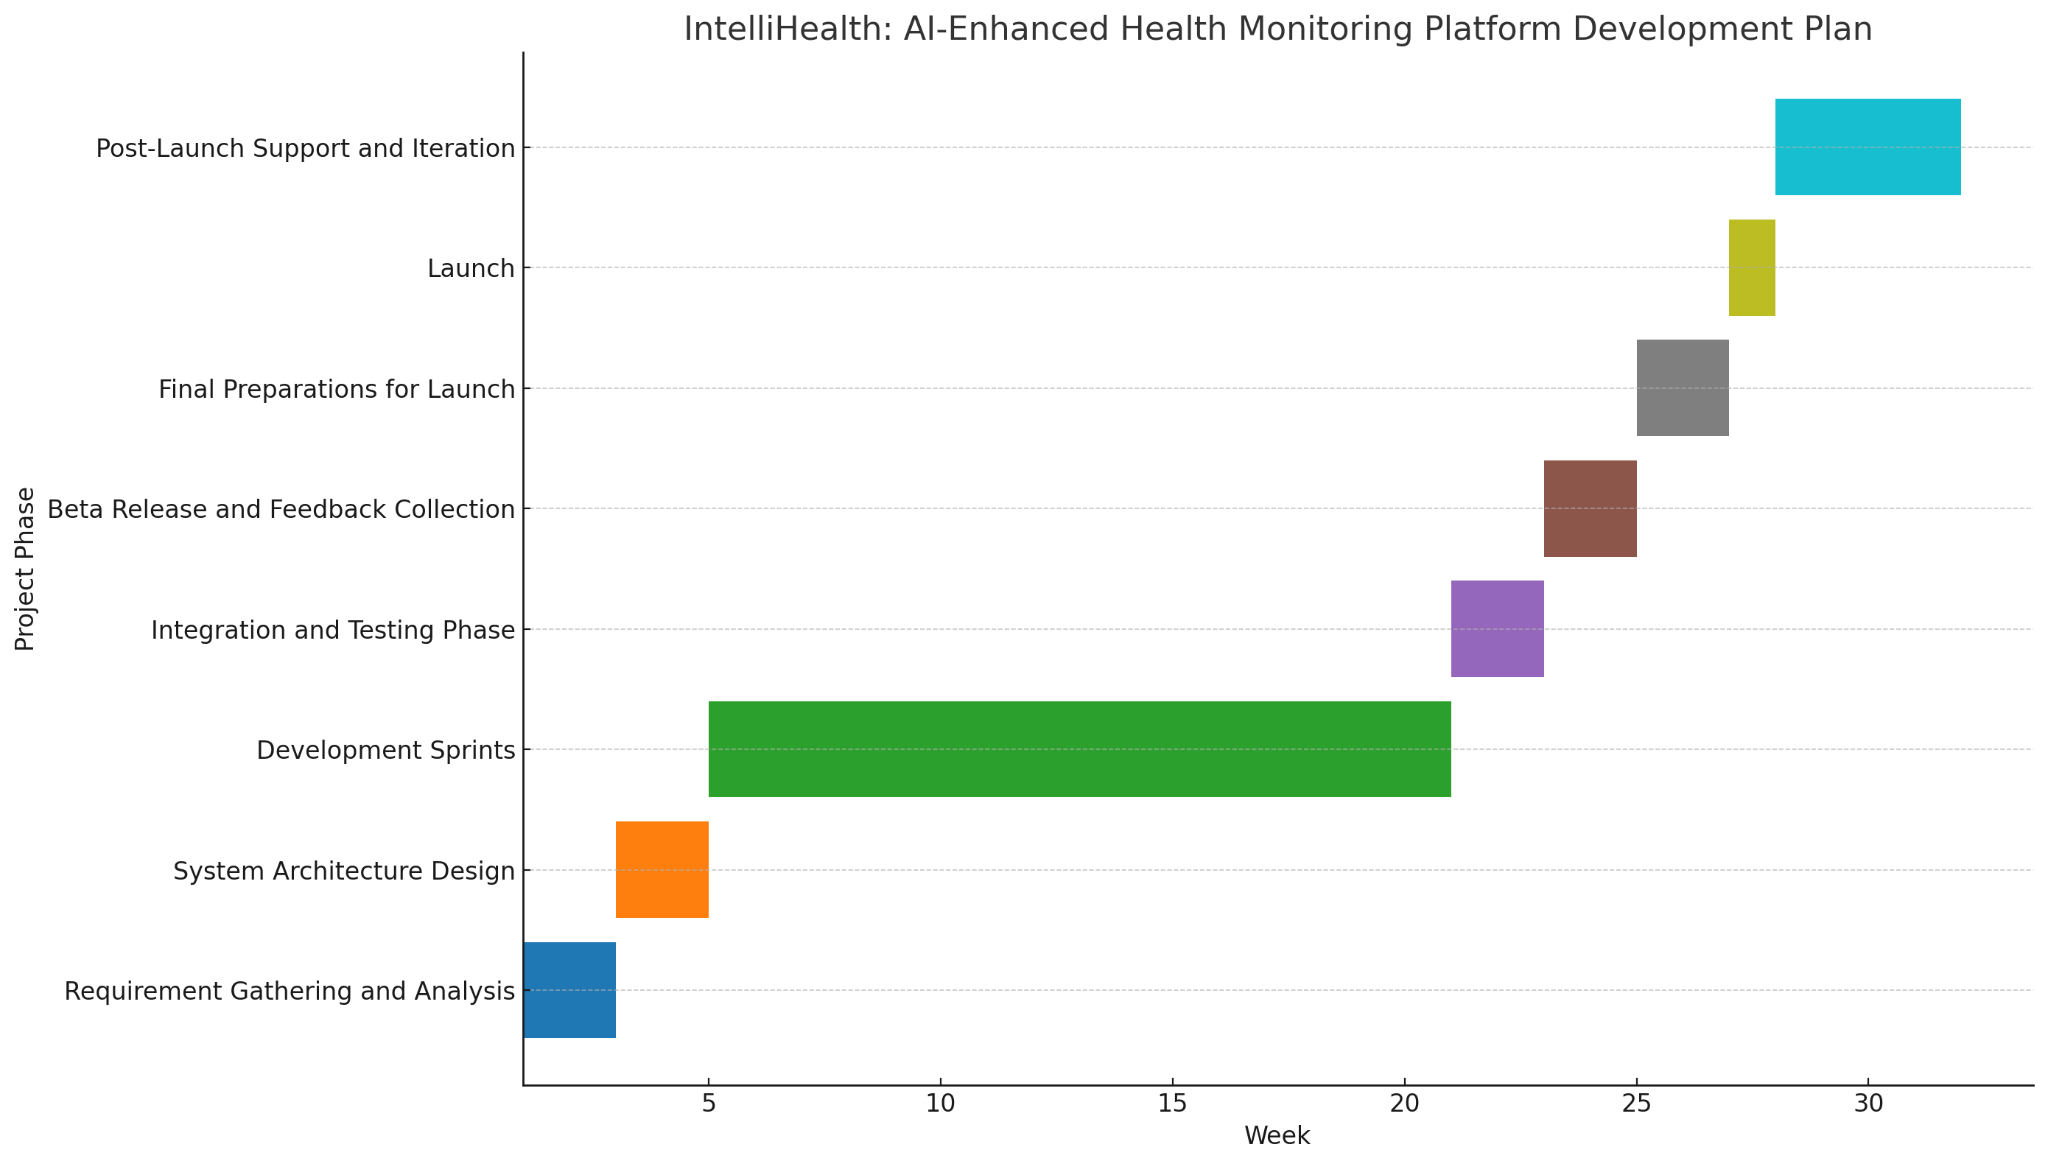 IntelliHealth: AI-Enhanced Health Monitoring Platform Development Plan
Project Phase
Post-Launch Support and Iteration
Launch
Final Preparations for Launch
Beta Release and Feedback Collection
Integration and Testing Phase
Development Sprints
System Architecture Design
Requirement Gathering and Analysis
5 10 15 20 25 30
Week